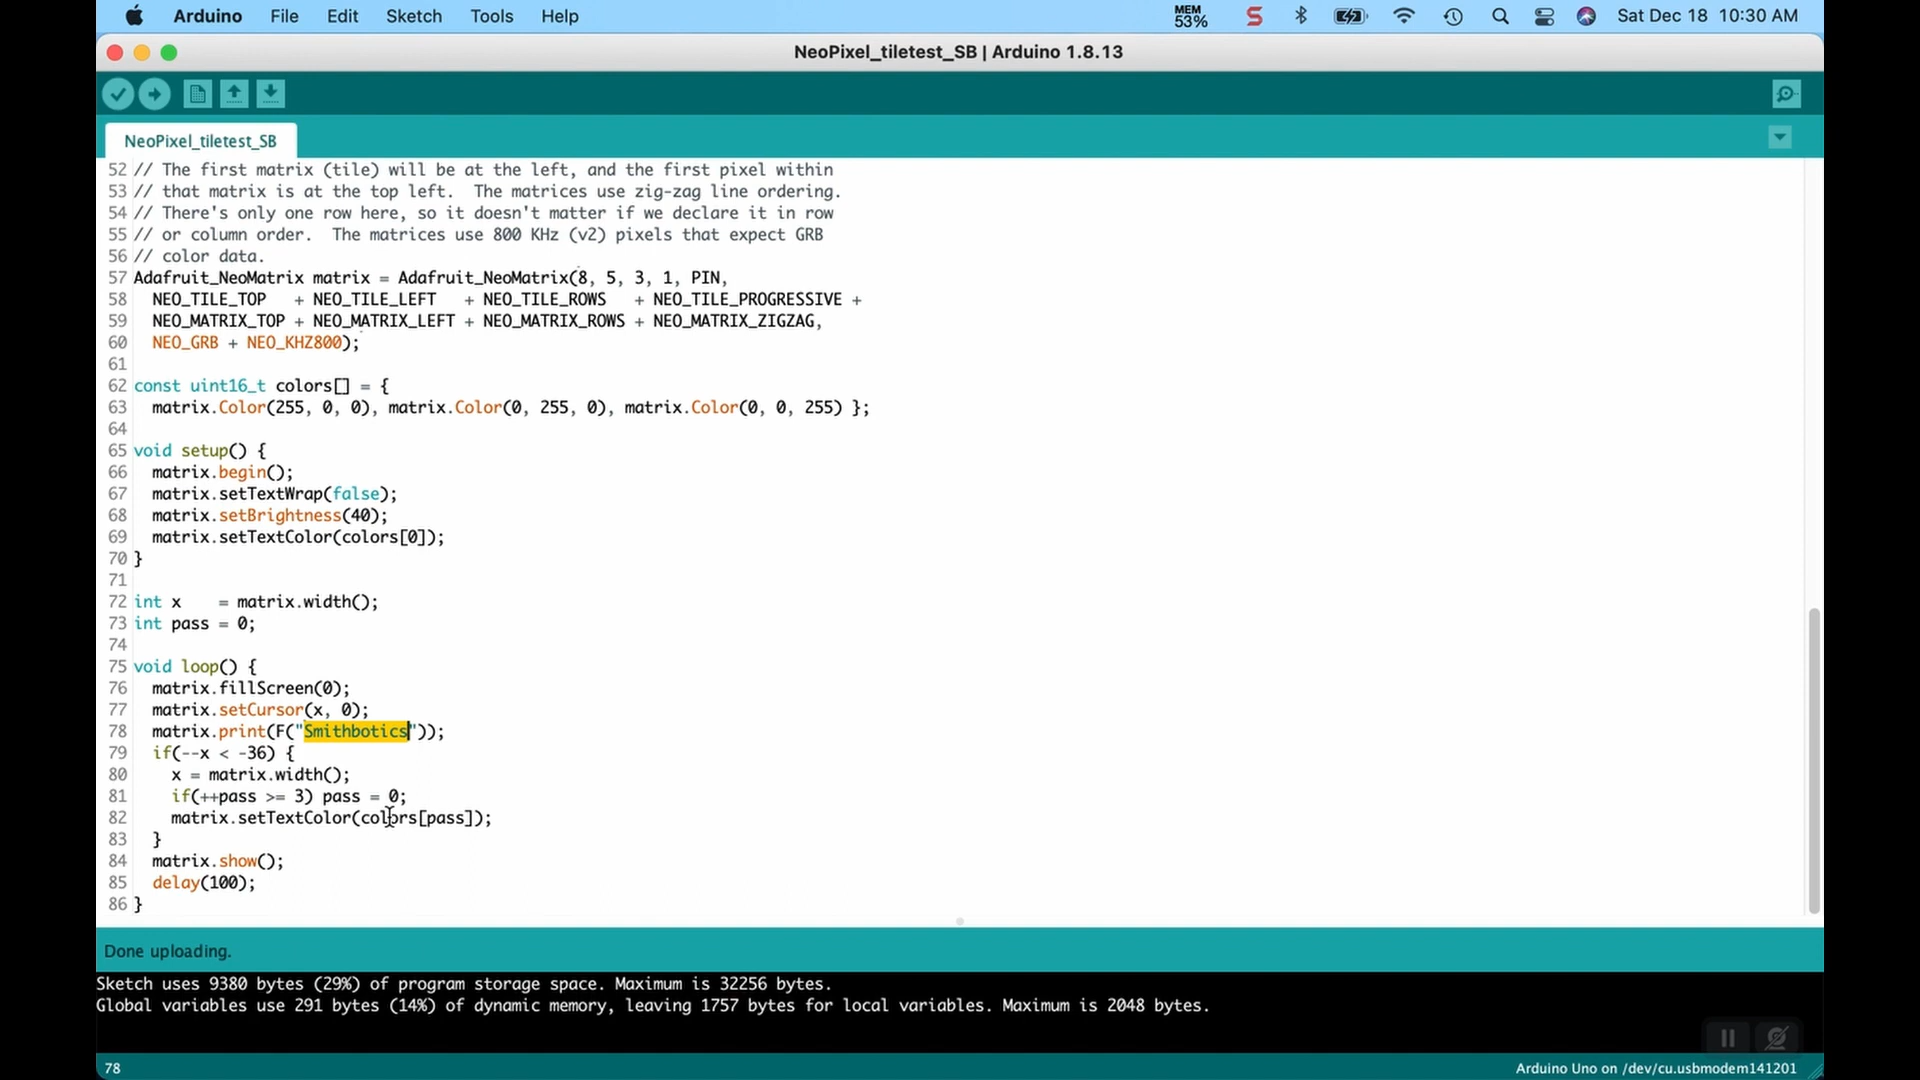 Arduino File Edit Sketch Tools Help MEM 53% Sat Dec 18 10:30 AM
NeoPixel_tiletest_SB | Arduino 1.8.13
NeoPixel_tiletest_SB
52 // The first matrix (tile) will be at the left, and the first pixel within
53 // that matrix is at the top left.  The matrices use zig-zag line ordering.
54 // There's only one row here, so it doesn't matter if we declare it in row
55 // or column order.  The matrices use 800 KHz (v2) pixels that expect GRB
56 // color data.
57 Adafruit_NeoMatrix matrix = Adafruit_NeoMatrix(8, 5, 3, 1, PIN,
58   NEO_TILE_TOP   + NEO_TILE_LEFT   + NEO_TILE_ROWS   + NEO_TILE_PROGRESSIVE +
59   NEO_MATRIX_TOP + NEO_MATRIX_LEFT + NEO_MATRIX_ROWS + NEO_MATRIX_ZIGZAG,
60   NEO_GRB + NEO_KHZ800);
61
62 const uint16_t colors[] = {
63   matrix.Color(255, 0, 0), matrix.Color(0, 255, 0), matrix.Color(0, 0, 255) };
64
65 void setup() {
66   matrix.begin();
67   matrix.setTextWrap(false);
68   matrix.setBrightness(40);
69   matrix.setTextColor(colors[0]);
70 }
71
72 int x    = matrix.width();
73 int pass = 0;
74
75 void loop() {
76   matrix.fillScreen(0);
77   matrix.setCursor(x, 0);
78   matrix.print(F("Smithbotics"));
79   if(--x < -36) {
80     x = matrix.width();
81     if(++pass >= 3) pass = 0;
82     matrix.setTextColor(colors[pass]);
83   }
84   matrix.show();
85   delay(100);
86 }
Done uploading.
Sketch uses 9380 bytes (29%) of program storage space. Maximum is 32256 bytes.
Global variables use 291 bytes (14%) of dynamic memory, leaving 1757 bytes for local variables. Maximum is 2048 bytes.
78 Arduino Uno on /dev/cu.usbmodem141201